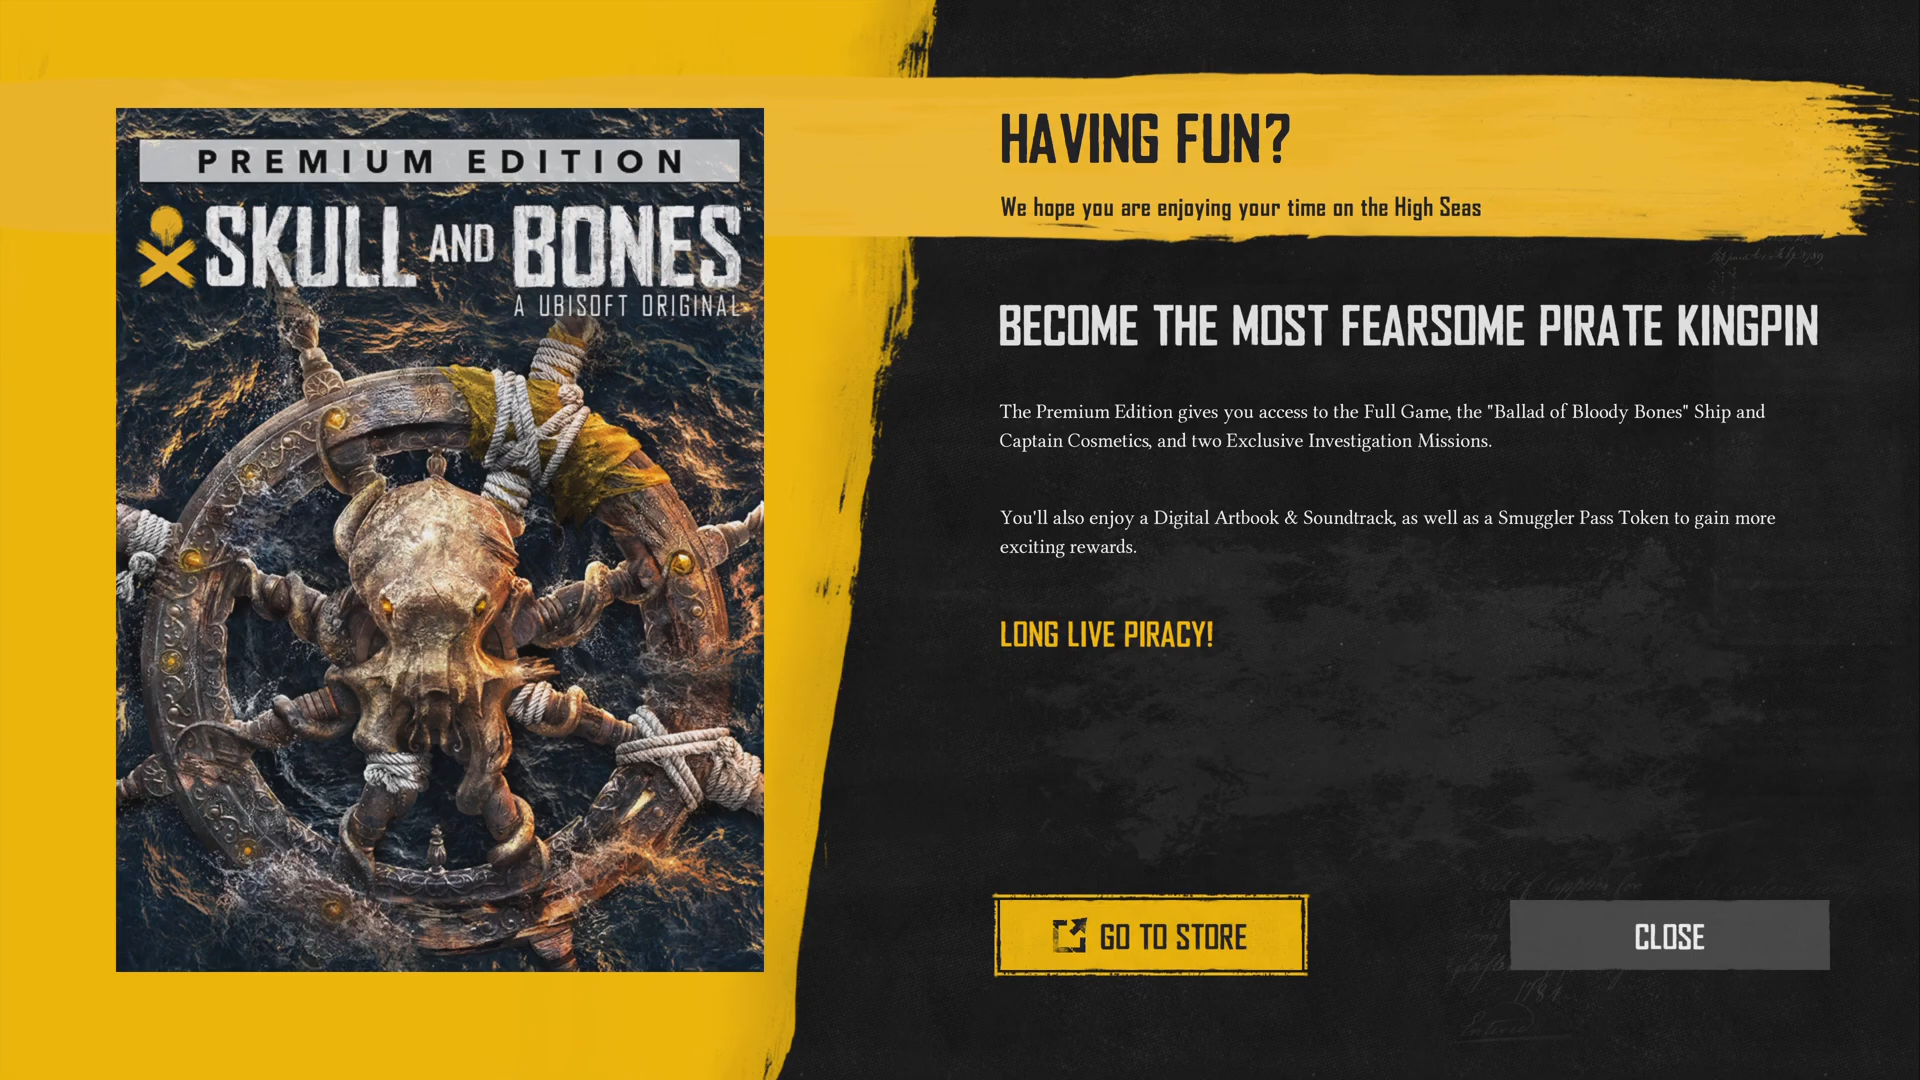 PREMIUM EDITION
SKULL AND BONES™
A UBISOFT ORIGINAL
HAVING FUN?
We hope you are enjoying your time on the High Seas
BECOME THE MOST FEARSOME PIRATE KINGPIN
The Premium Edition gives you access to the Full Game, the "Ballad of Bloody Bones" Ship and
Captain Cosmetics, and two Exclusive Investigation Missions.
You'll also enjoy a Digital Artbook & Soundtrack, as well as a Smuggler Pass Token to gain more
exciting rewards.
LONG LIVE PIRACY!
GO TO STORE
CLOSE